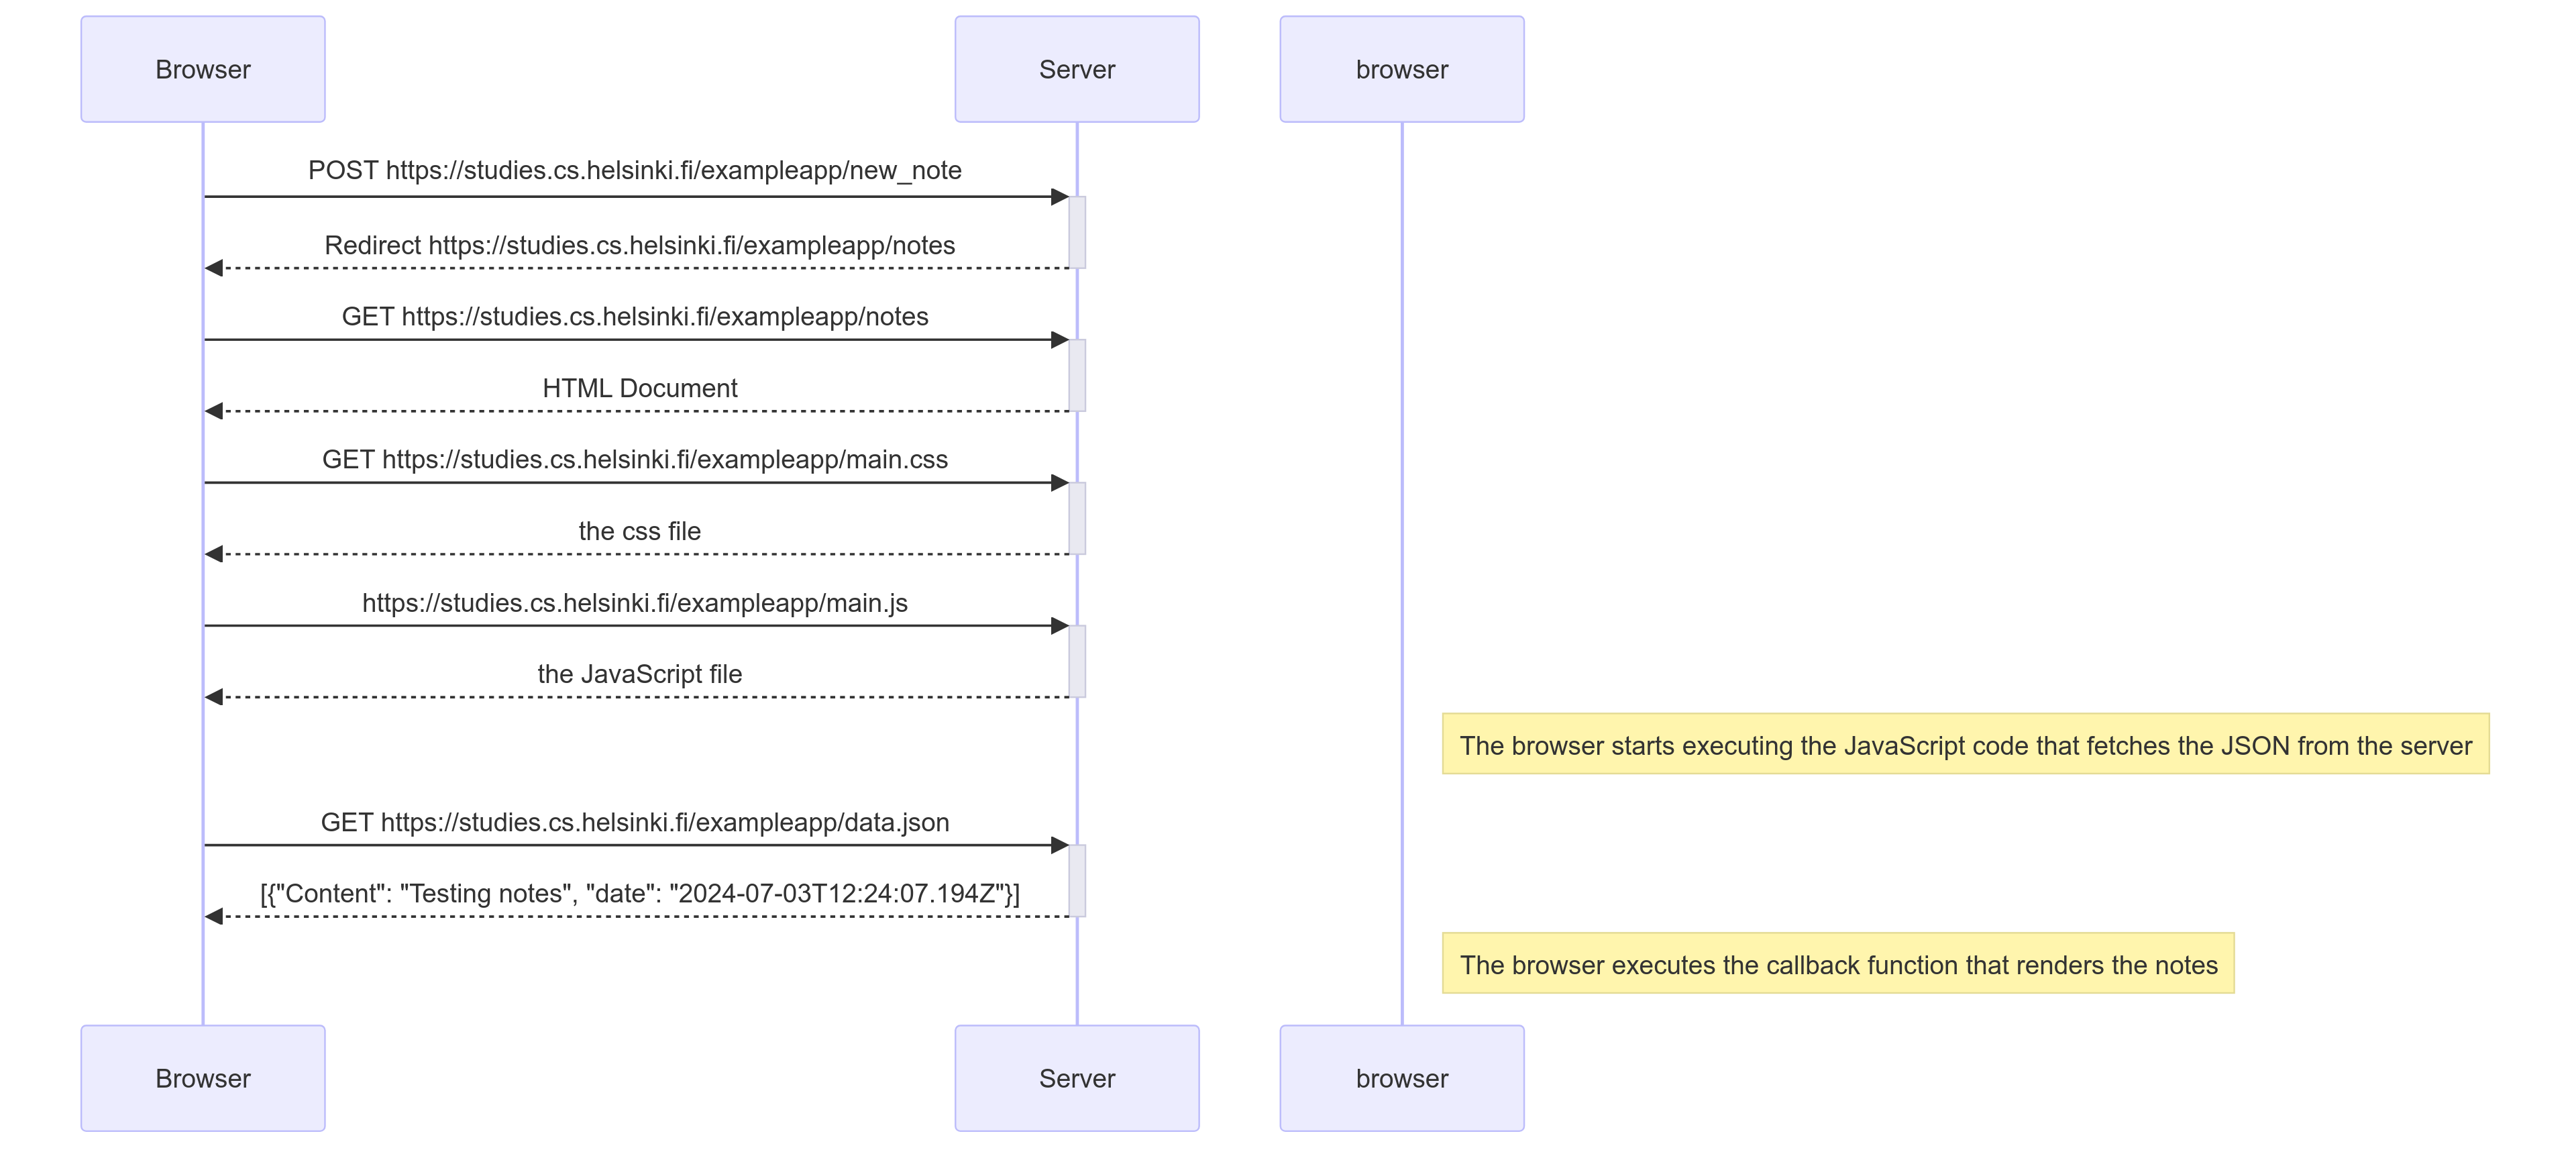 Browser
Server
browser
POST https://studies.cs.helsinki.fi/exampleapp/new_note
Redirect https://studies.cs.helsinki.fi/exampleapp/notes
GET https://studies.cs.helsinki.fi/exampleapp/notes
HTML Document
GET https://studies.cs.helsinki.fi/exampleapp/main.css
the css file
https://studies.cs.helsinki.fi/exampleapp/main.js
the JavaScript file
The browser starts executing the JavaScript code that fetches the JSON from the server
GET https://studies.cs.helsinki.fi/exampleapp/data.json
[{"Content": "Testing notes", "date": "2024-07-03T12:24:07.194Z"}]
The browser executes the callback function that renders the notes
Browser
Server
browser